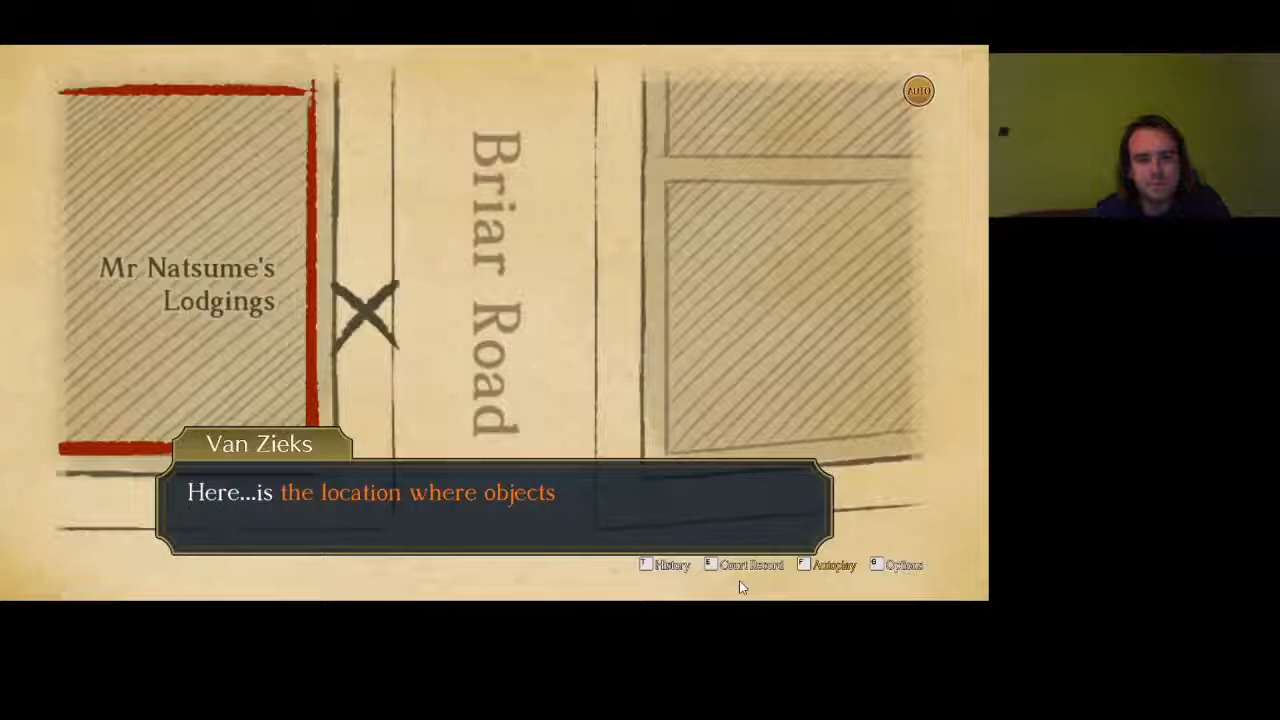 AUTO
Briar Road
Mr Natsume's
Lodgings
Van Zieks
Here...is the location where objects
T History E Court Record F Autoplay G Options